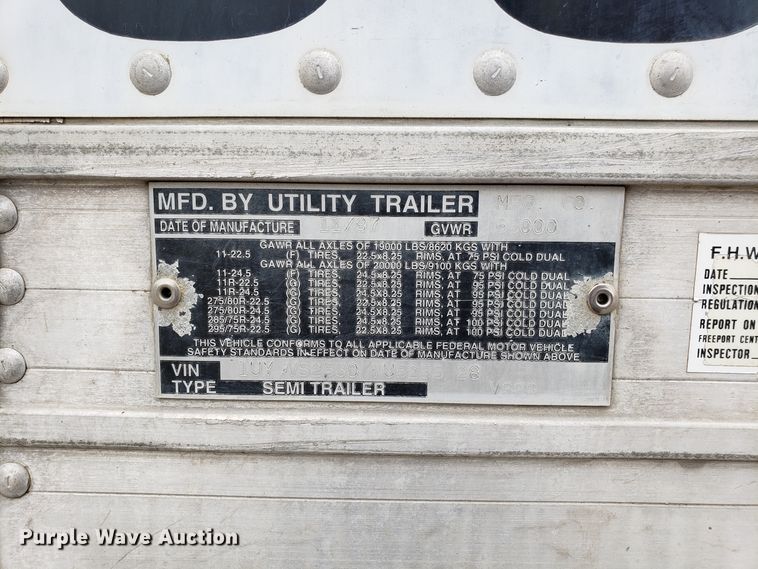 MFD. BY UTILITY TRAILER
DATE OF MANUFACTURE 11/97 GVWR
GAWR ALL AXLES OF 19000 LBS/8620 KGS WITH
11-22.5 (F) TIRES, 22.5x8.25 RIMS, AT 75 PSI COLD DUAL
GAWR ALL AXLES OF 20000 LBS/9100 KGS WITH
11-24.5 (F) TIRES, 24.5x8.25 RIMS, AT PSI COLD DUAL
11R-22.5 (G) TIRES, 22.5x8.25 RIMS, AT 95 PSI COLD DUAL
11R-24.5 (G) TIRES, 24.5x8.25 RIMS, AT 95 PSI COLD DUAL
275/80R-22.5 (G) TIRES, 22.5x8.25 RIMS, AT PSI COLD DUAL
275/80R-24.5 (G) TIRES, 24.5x8.25 RIMS, AT PSI COLD DUAL
285/75R-24.5 (G) TIRES, 24.5x8.25 RIMS, AT 100 PSI COLD DUAL
295/75R-22.5 (G) TIRES, 22.5x8.25 RIMS, AT 100 PSI COLD DUAL
THIS VEHICLE CONFORMS TO ALL APPLICABLE FEDERAL MOTOR VEHICLE
SAFETY STANDARDS IN EFFECT ON DATE OF MANUFACTURE SHOWN ABOVE
VIN
TYPE SEMI TRAILER
F.H.W
DATE
INSPECTION
REGULATION
REPORT ON
FREEPORT CENT
INSPECTOR
Purple Wave Auction